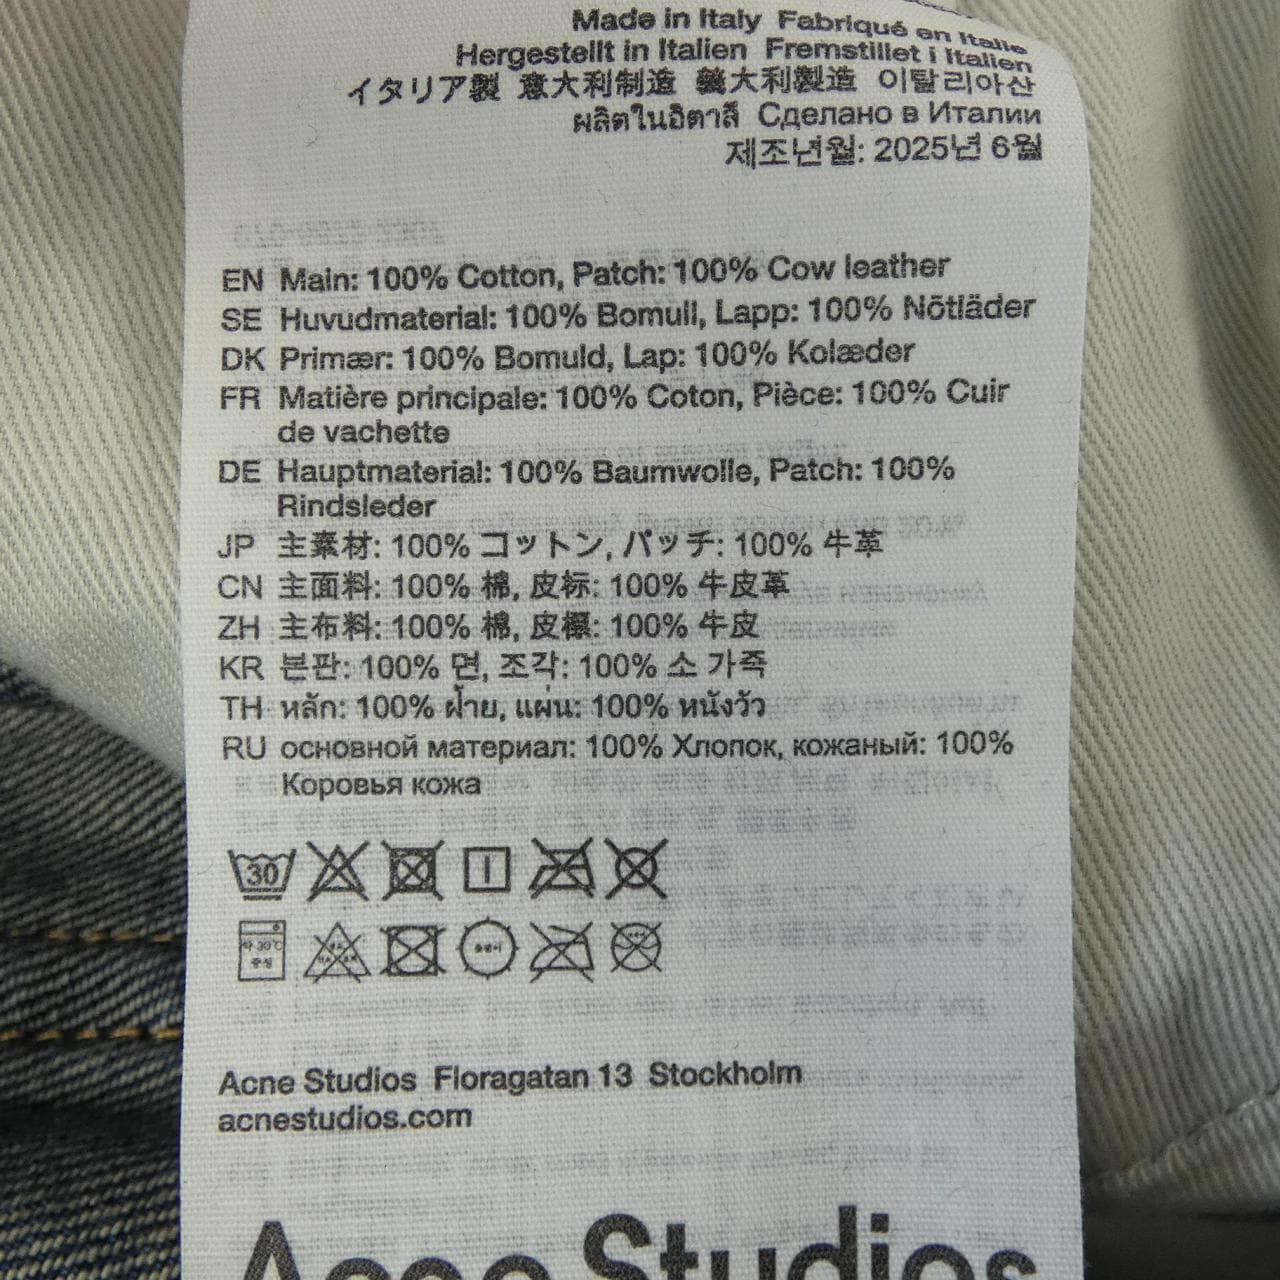 Made in Italy Fabriqué en Italie
Hergestellt in Italien Fremstillet i Italien
イタリア製 意大利制造 義大利製造 이탈리아산
ผลิตในอิตาลี Сделано в Италии
제조년월: 2025년 6월
EN Main: 100% Cotton, Patch: 100% Cow leather
SE Huvudmaterial: 100% Bomull, Lapp: 100% Nötläder
DK Primær: 100% Bomuld, Lap: 100% Kolæder
FR Matière principale: 100% Coton, Pièce: 100% Cuir
de vachette
DE Hauptmaterial: 100% Baumwolle, Patch: 100%
Rindsleder
JP 主素材: 100% コットン, パッチ: 100% 牛革
CN 主面料: 100% 棉, 皮标: 100% 牛皮革
ZH 主布料: 100% 棉, 皮標: 100% 牛皮
KR 본판: 100% 면, 조각: 100% 소 가죽
TH หลัก: 100% ฝ้าย, แผ่น: 100% หนังวัว
RU основной материал: 100% Хлопок, кожаный: 100%
Коровья кожа
30
약 30℃
중성
Acne Studios Floragatan 13 Stockholm
acnestudios.com
Acne Studios